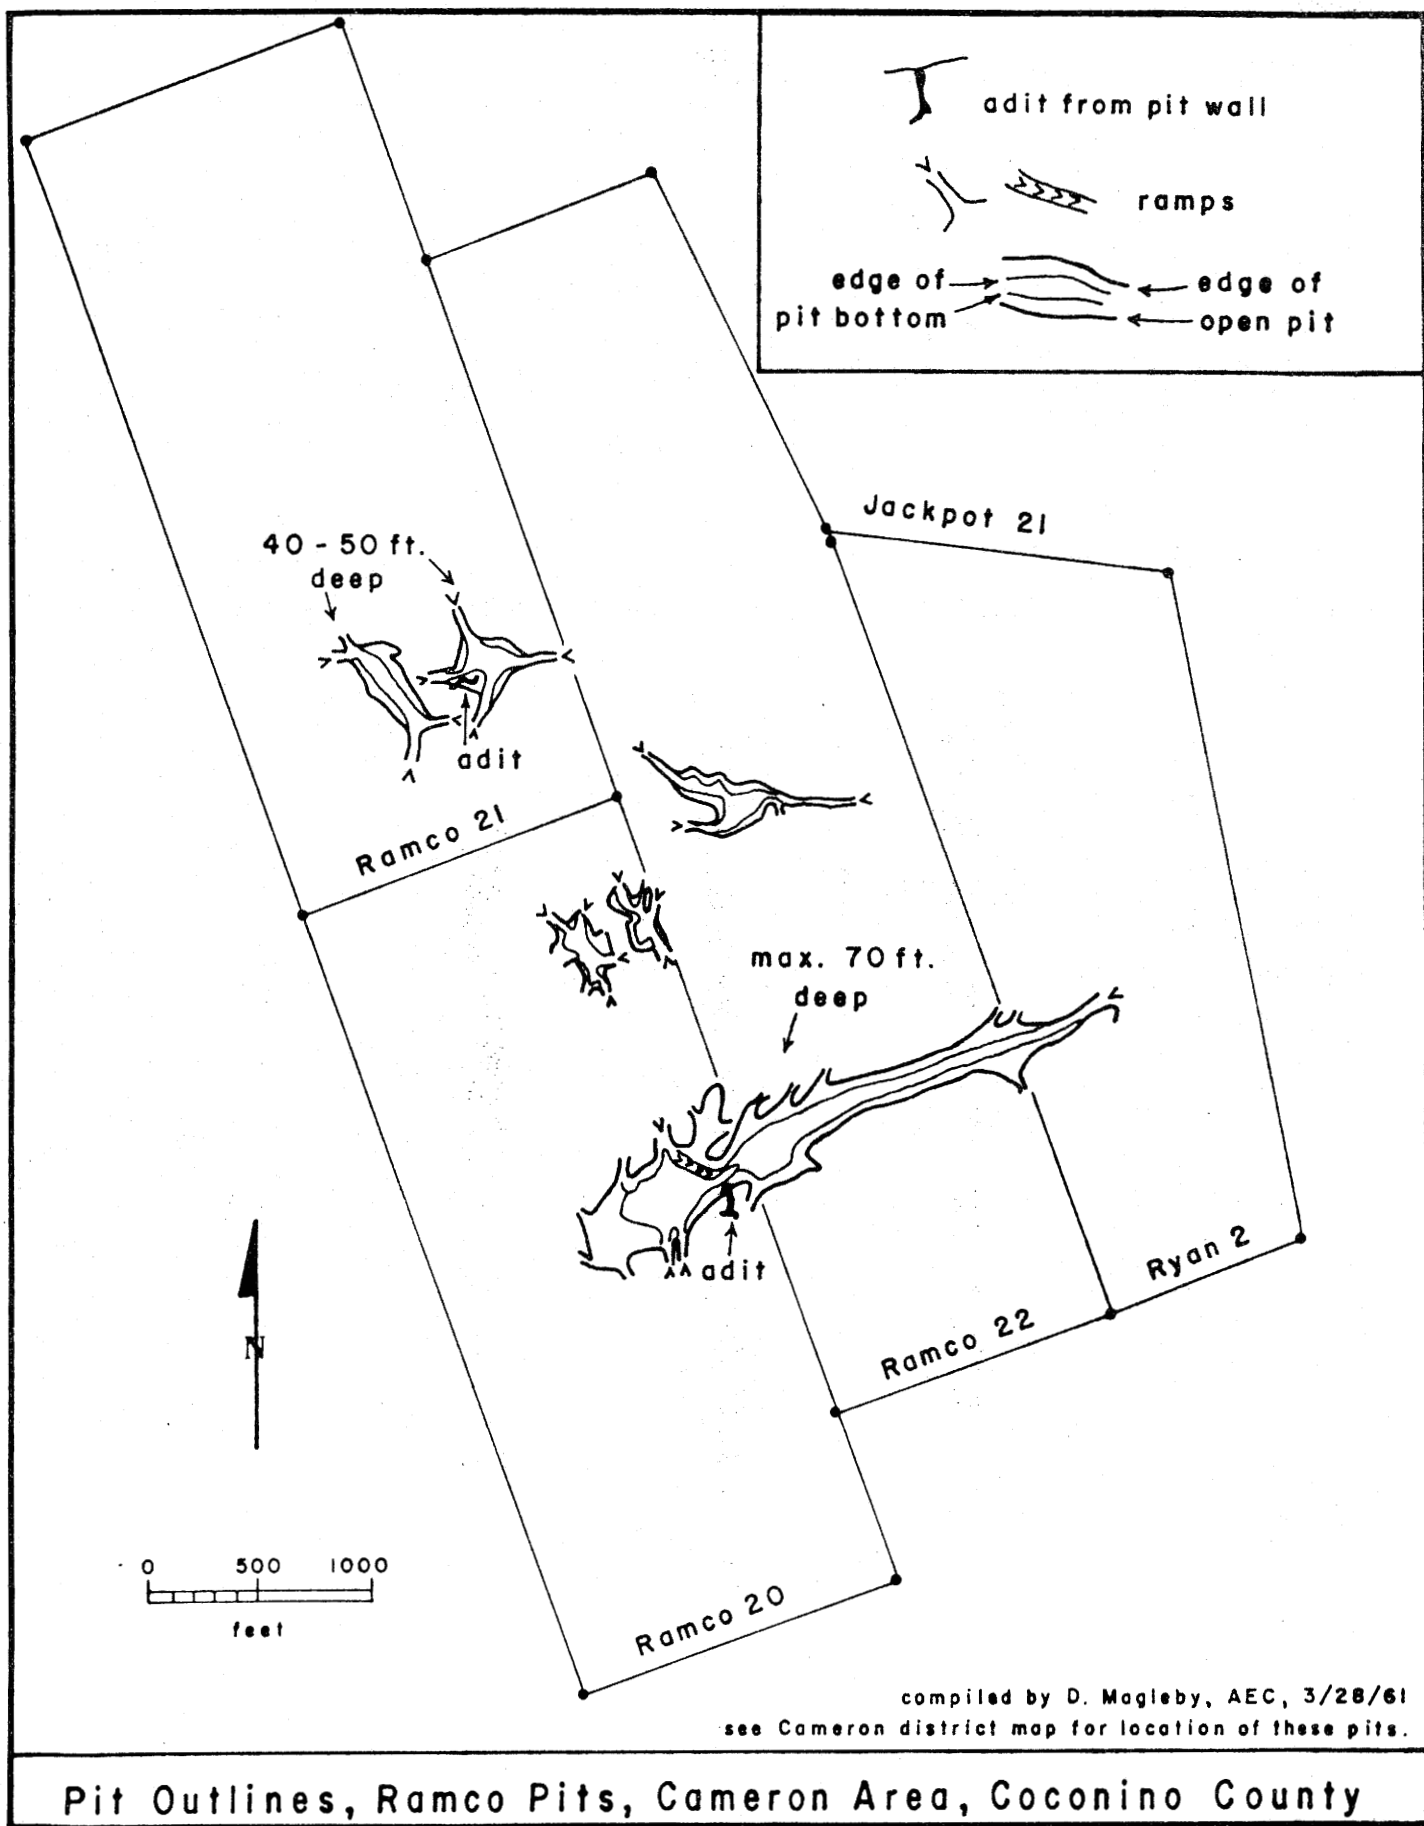 adit from pit wall
ramps
edge of
pit bottom
edge of
open pit
Jackpot 21
40 - 50 ft.
deep
adit
Ramco 21
max. 70 ft.
deep
adit
Ryan 2
Ramco 22
N
0 500 1000
feet
Ramco 20
compiled by D. Magleby, AEC, 3/28/61
see Cameron district map for location of these pits.
Pit Outlines, Ramco Pits, Cameron Area, Coconino County